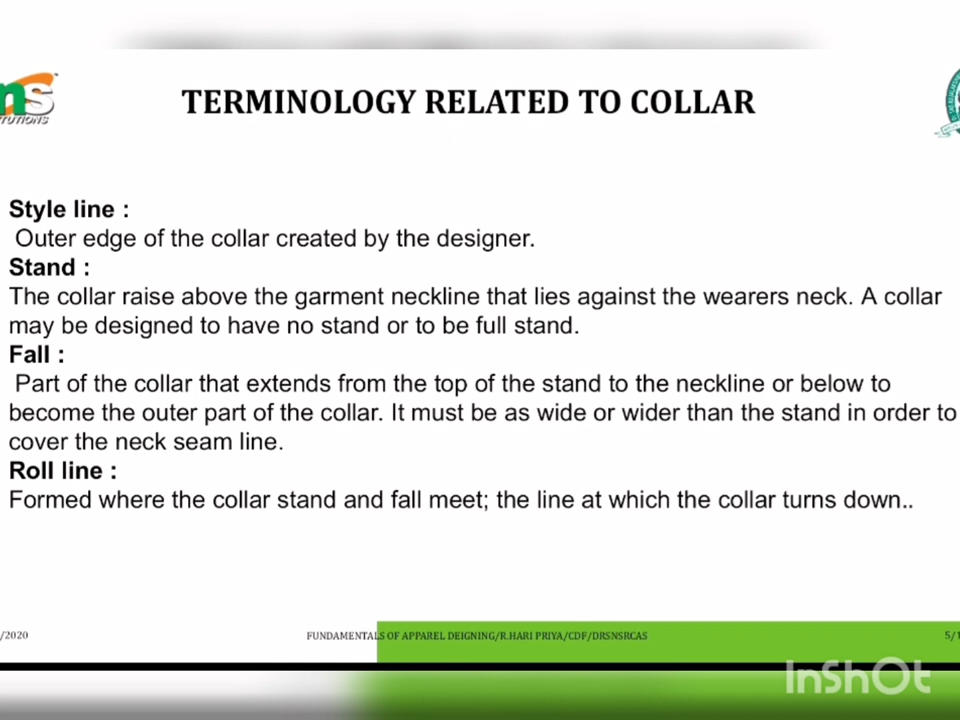 ns
TUTIONS
TERMINOLOGY RELATED TO COLLAR
Style line :
Outer edge of the collar created by the designer.
Stand :
The collar raise above the garment neckline that lies against the wearers neck. A collar
may be designed to have no stand or to be full stand.
Fall :
Part of the collar that extends from the top of the stand to the neckline or below to
become the outer part of the collar. It must be as wide or wider than the stand in order to
cover the neck seam line.
Roll line :
Formed where the collar stand and fall meet; the line at which the collar turns down..
/2020
FUNDAMENTALS OF APPAREL DEIGNING/R.HARI PRIYA/CDF/DRSNSRCAS
5/1
InShOt